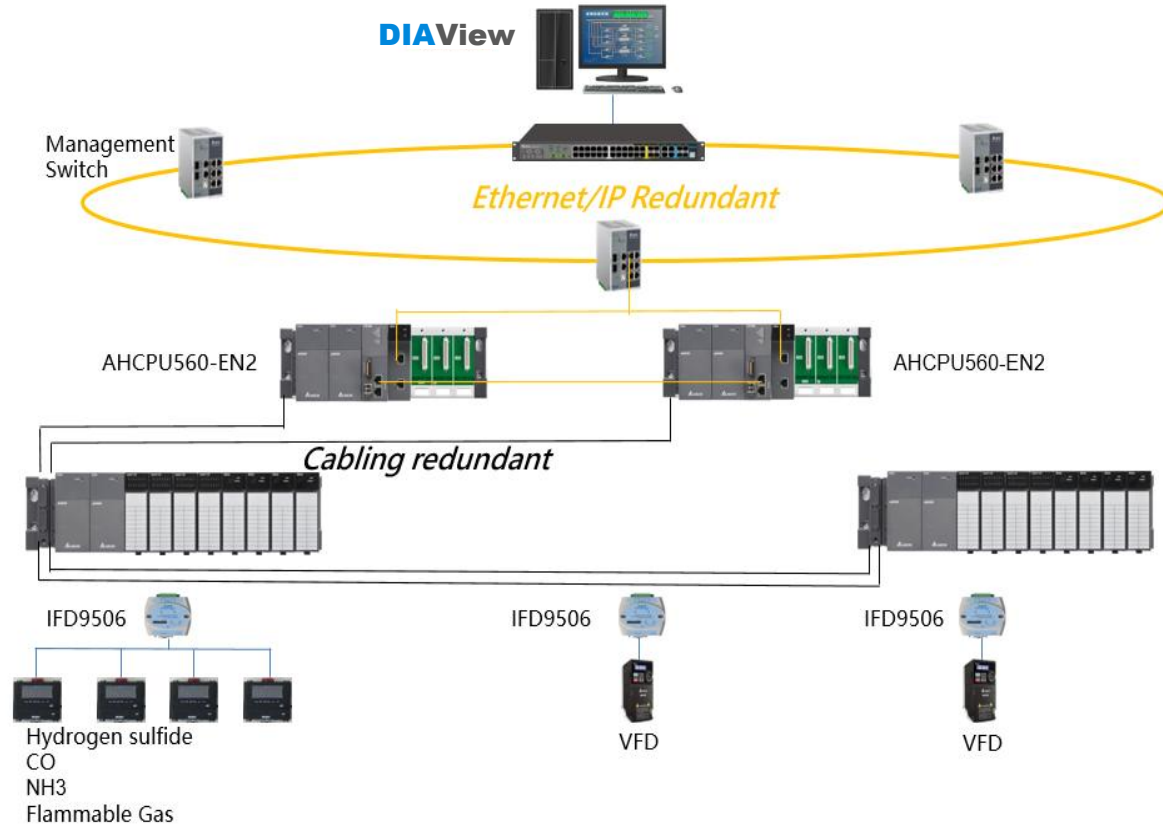 DIAView
Management
Switch
Ethernet/IP Redundant
AHCPU560-EN2
AHCPU560-EN2
Cabling redundant
IFD9506
IFD9506
IFD9506
Hydrogen sulfide
CO
NH3
Flammable Gas
VFD
VFD